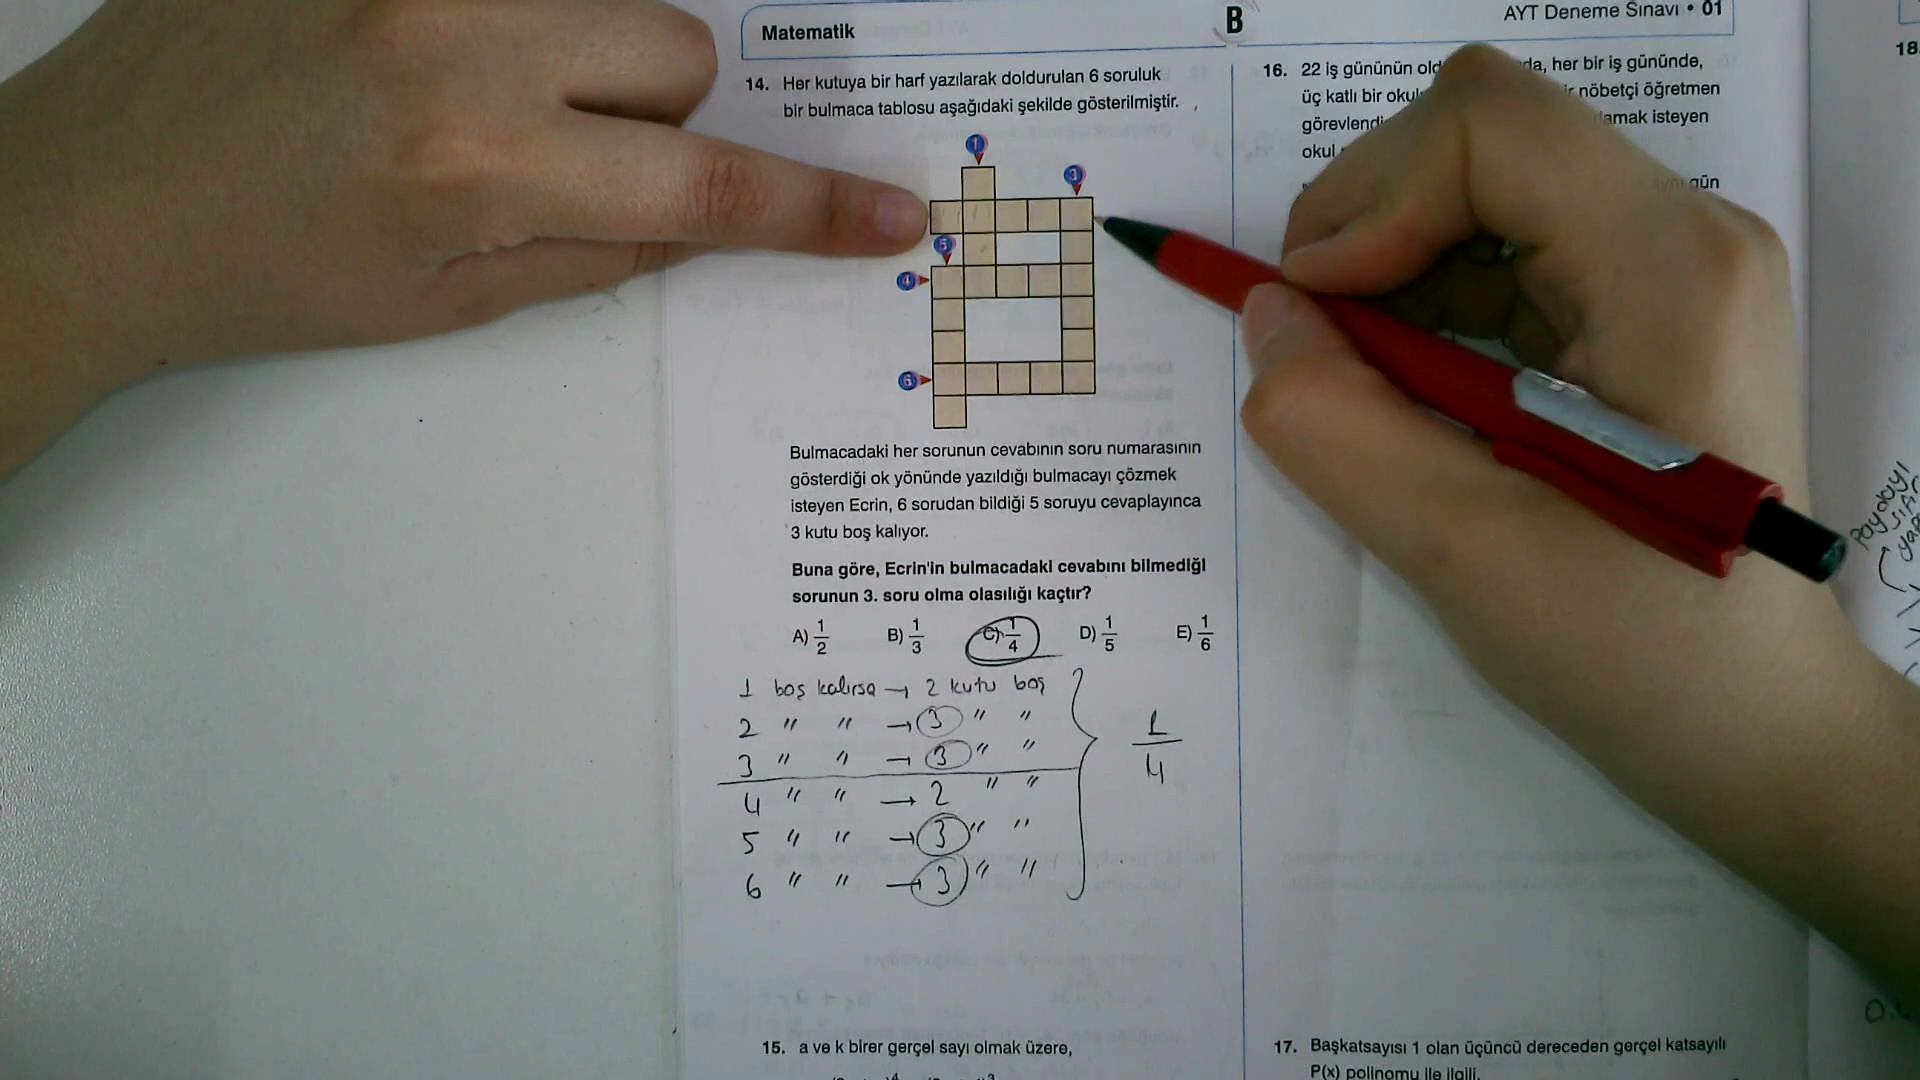 Matematik
B
AYT Deneme Sınavı • 01
14. Her kutuya bir harf yazılarak doldurulan 6 soruluk
bir bulmaca tablosu aşağıdaki şekilde gösterilmiştir.
1
3
5
4
6
Bulmacadaki her sorunun cevabının soru numarasının
gösterdiği ok yönünde yazıldığı bulmacayı çözmek
isteyen Ecrin, 6 sorudan bildiği 5 soruyu cevaplayınca
3 kutu boş kalıyor.
Buna göre, Ecrin'in bulmacadaki cevabını bilmediği
sorunun 3. soru olma olasılığı kaçtır?
A) 1/2 B) 1/3 C) 1/4 D) 1/5 E) 1/6
1 boş kalırsa → 2 kutu boş
2 " " → 3 " "
3 " " → 3 " "
4 " " → 2 " "
5 " " → 3 " "
6 " " → 3 " "
1/4
15. a ve k birer gerçel sayı olmak üzere,
16. 22 iş gününün
da, her bir iş gününde,
üç katlı bir
nöbetçi öğretmen
isteyen
okul
gün
17. Başkatsayısı 1 olan üçüncü dereceden gerçel katsayılı
P(x) polinomu ile ilgili,
18.
Paydayı